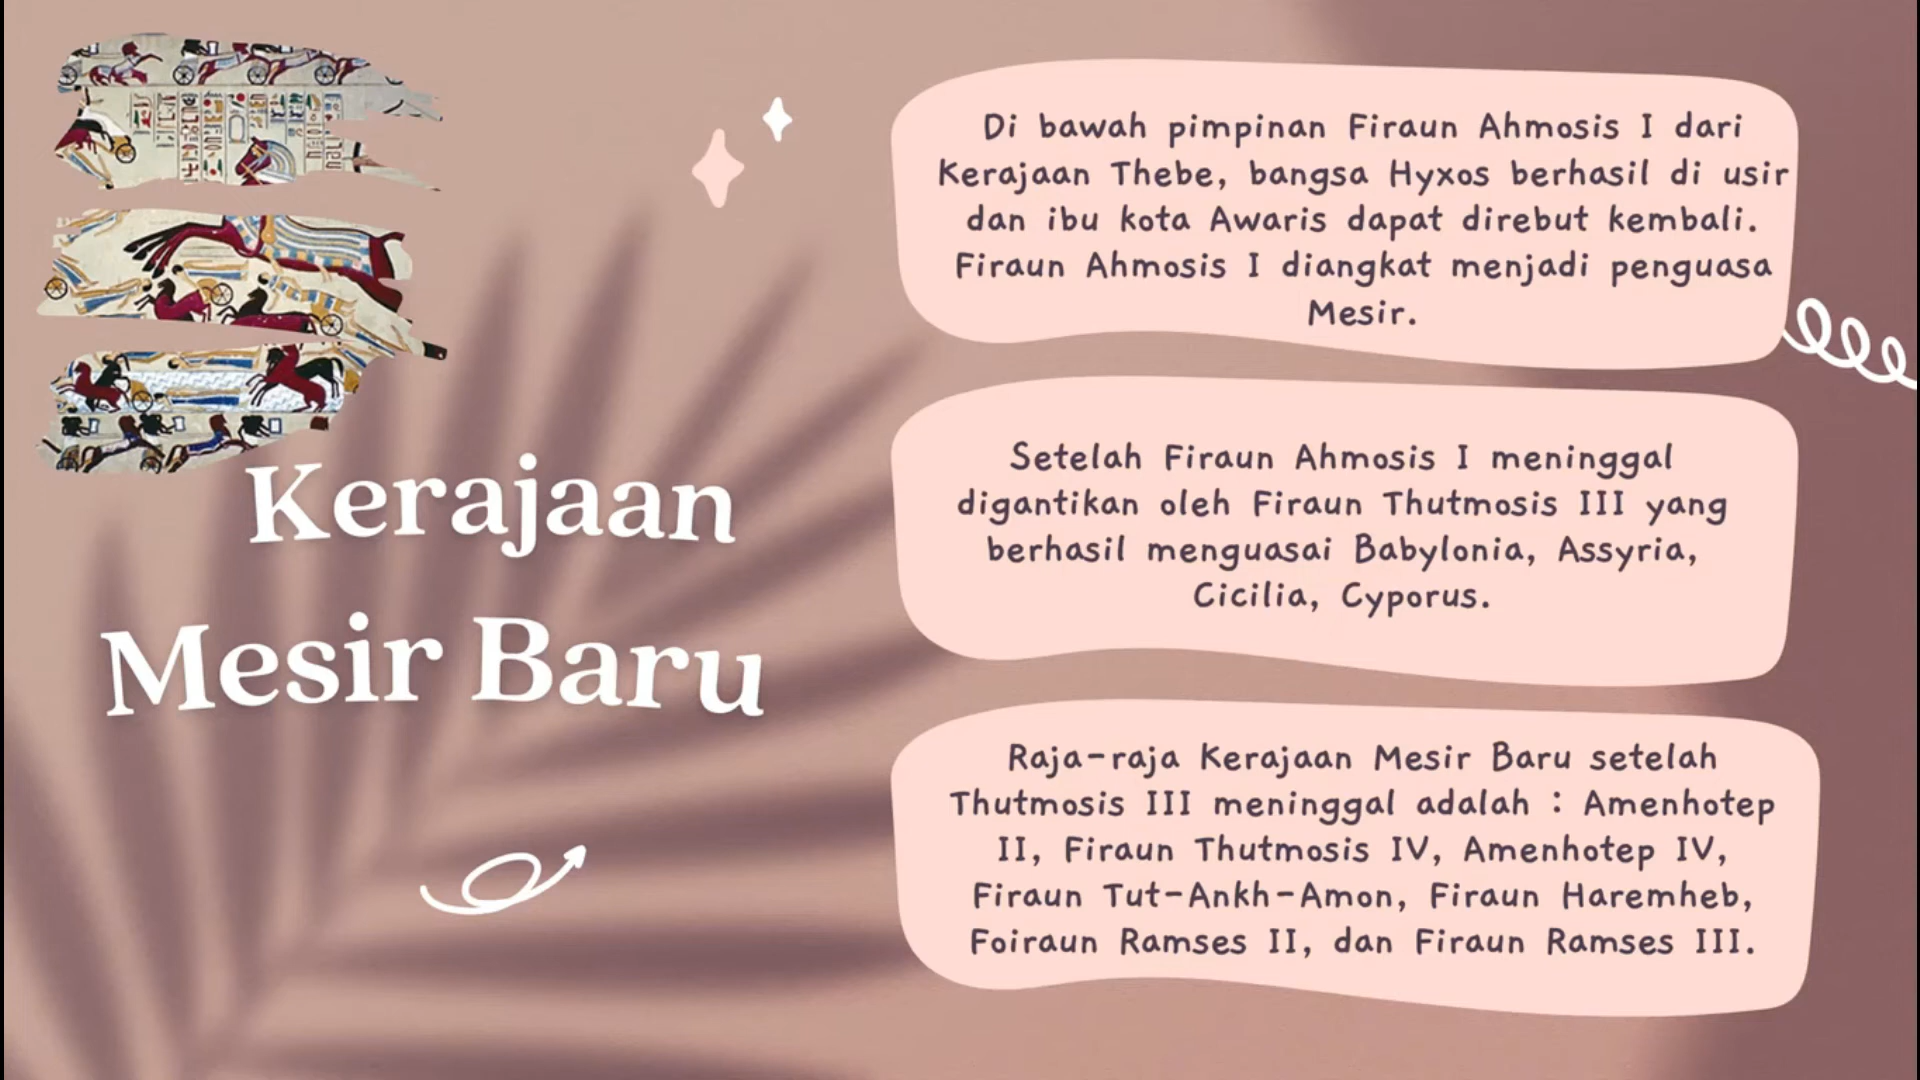 Kerajaan
Mesir Baru
Di bawah pimpinan Firaun Ahmosis I dari
Kerajaan Thebe, bangsa Hyxos berhasil di usir
dan ibu kota Awaris dapat direbut kembali.
Firaun Ahmosis I diangkat menjadi penguasa
Mesir.
Setelah Firaun Ahmosis I meninggal
digantikan oleh Firaun Thutmosis III yang
berhasil menguasai Babylonia, Assyria,
Cicilia, Cyporus.
Raja-raja Kerajaan Mesir Baru setelah
Thutmosis III meninggal adalah : Amenhotep
II, Firaun Thutmosis IV, Amenhotep IV,
Firaun Tut-Ankh-Amon, Firaun Haremheb,
Foiraun Ramses II, dan Firaun Ramses III.